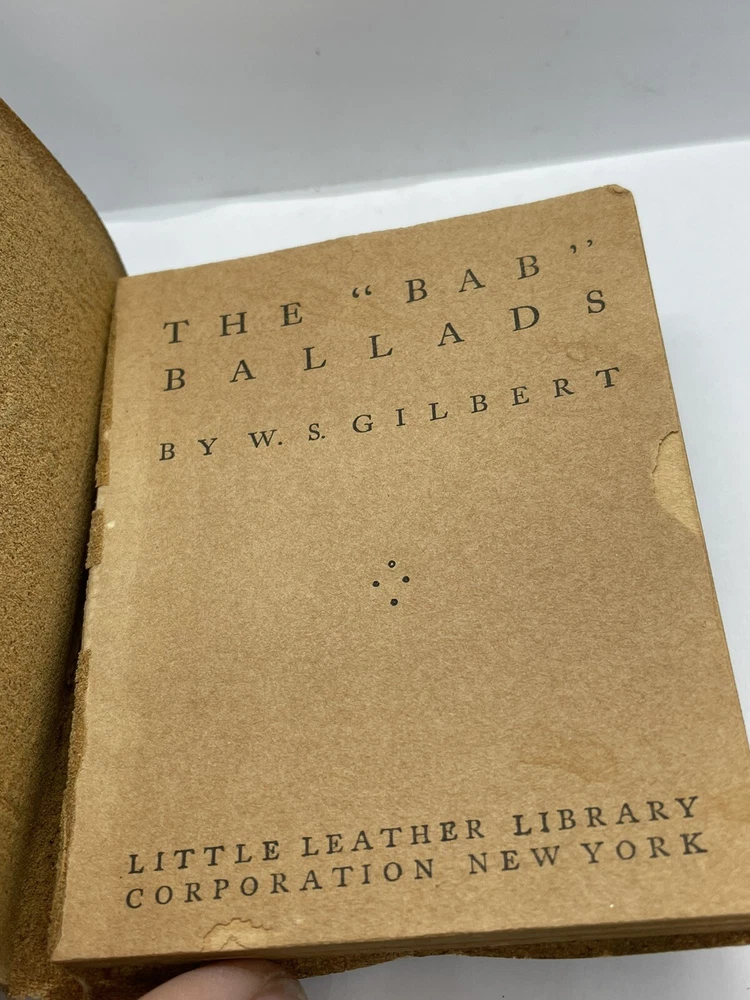 THE “BAB”
BALLADS
BY W. S. GILBERT
LITTLE LEATHER LIBRARY
CORPORATION NEW YORK